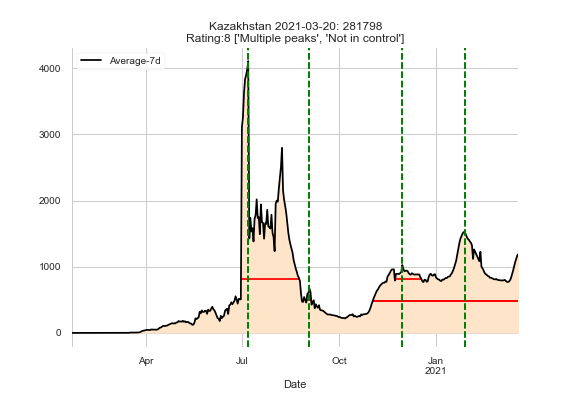 Kazakhstan 2021-03-20: 281798
Rating:8 ['Multiple peaks', 'Not in control']
Average-7d
4000
3000
2000
1000
0
Apr
Jul
Oct
Jan
2021
Date